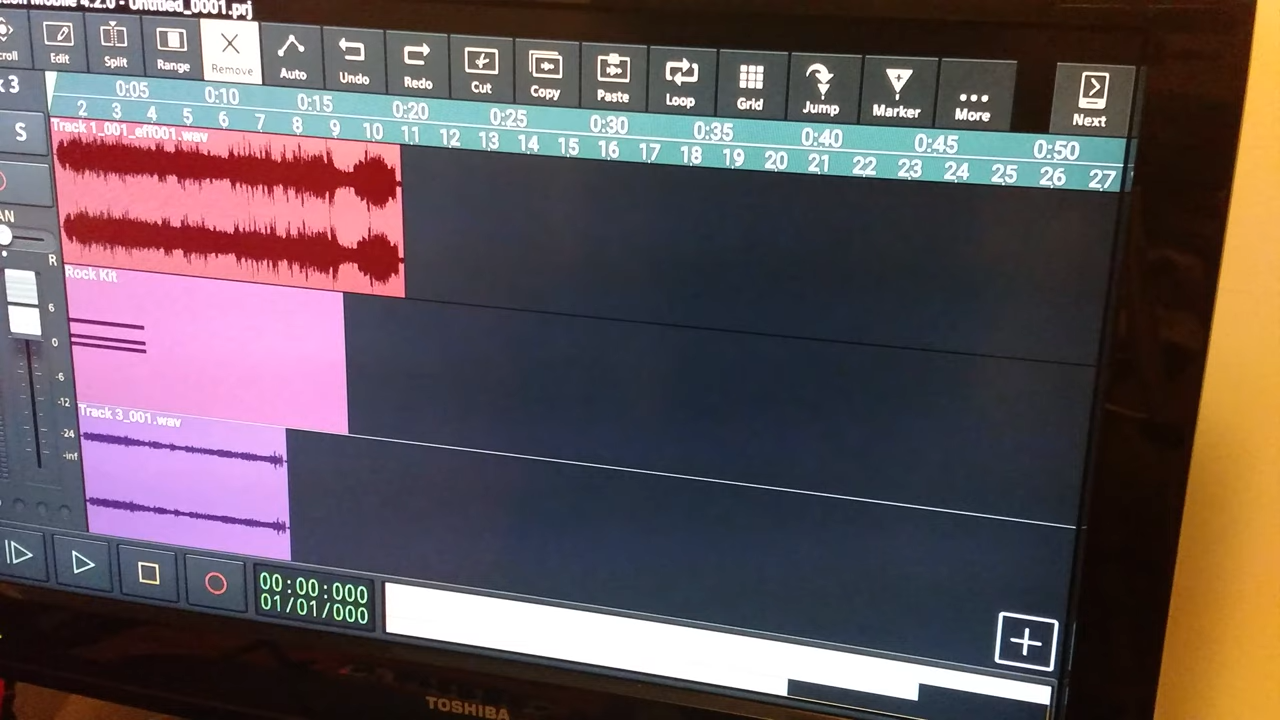 Mobile 4.2.0 - Untitled_0001.prj
Edit Split Range Remove Auto Undo Redo Cut Copy Paste Loop Grid Jump Marker More Next
3
0:05 0:10 0:15 0:20 0:25 0:30 0:35 0:40 0:45 0:50
2 3 4 5 6 7 8 9 10 11 12 13 14 15 16 17 18 19 20 21 22 23 24 25 26 27
S
Track 1_001_eff001.wav
R
Rock Kit
6
0
-6
-12
Track 3_001.wav
-24
-inf
00:00:000
01/01/000
TOSHIBA